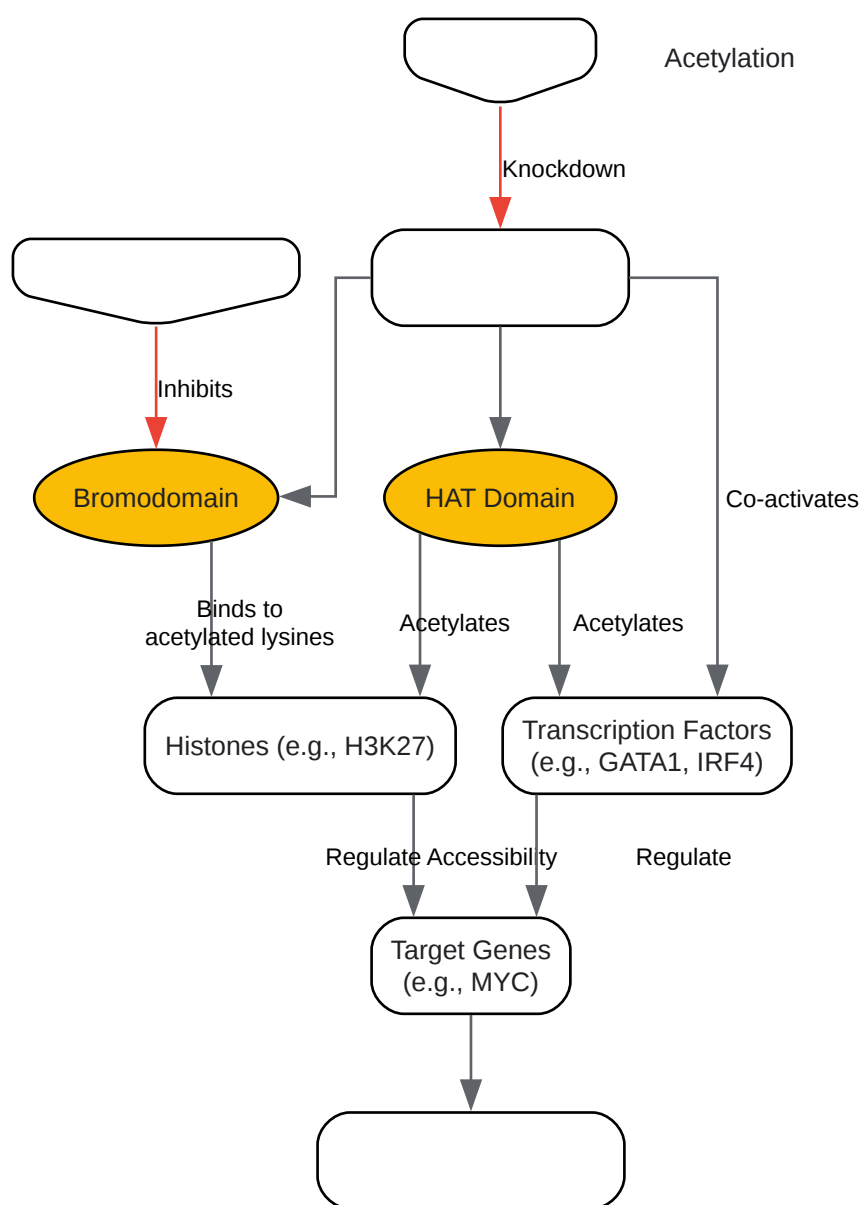 Acetylation
Knockdown
Inhibits
Bromodomain
HAT Domain
Co-activates
Binds to
acetylated lysines
Acetylates
Acetylates
Histones (e.g., H3K27)
Transcription Factors
(e.g., GATA1, IRF4)
Regulate Accessibility
Regulate
Target Genes
(e.g., MYC)